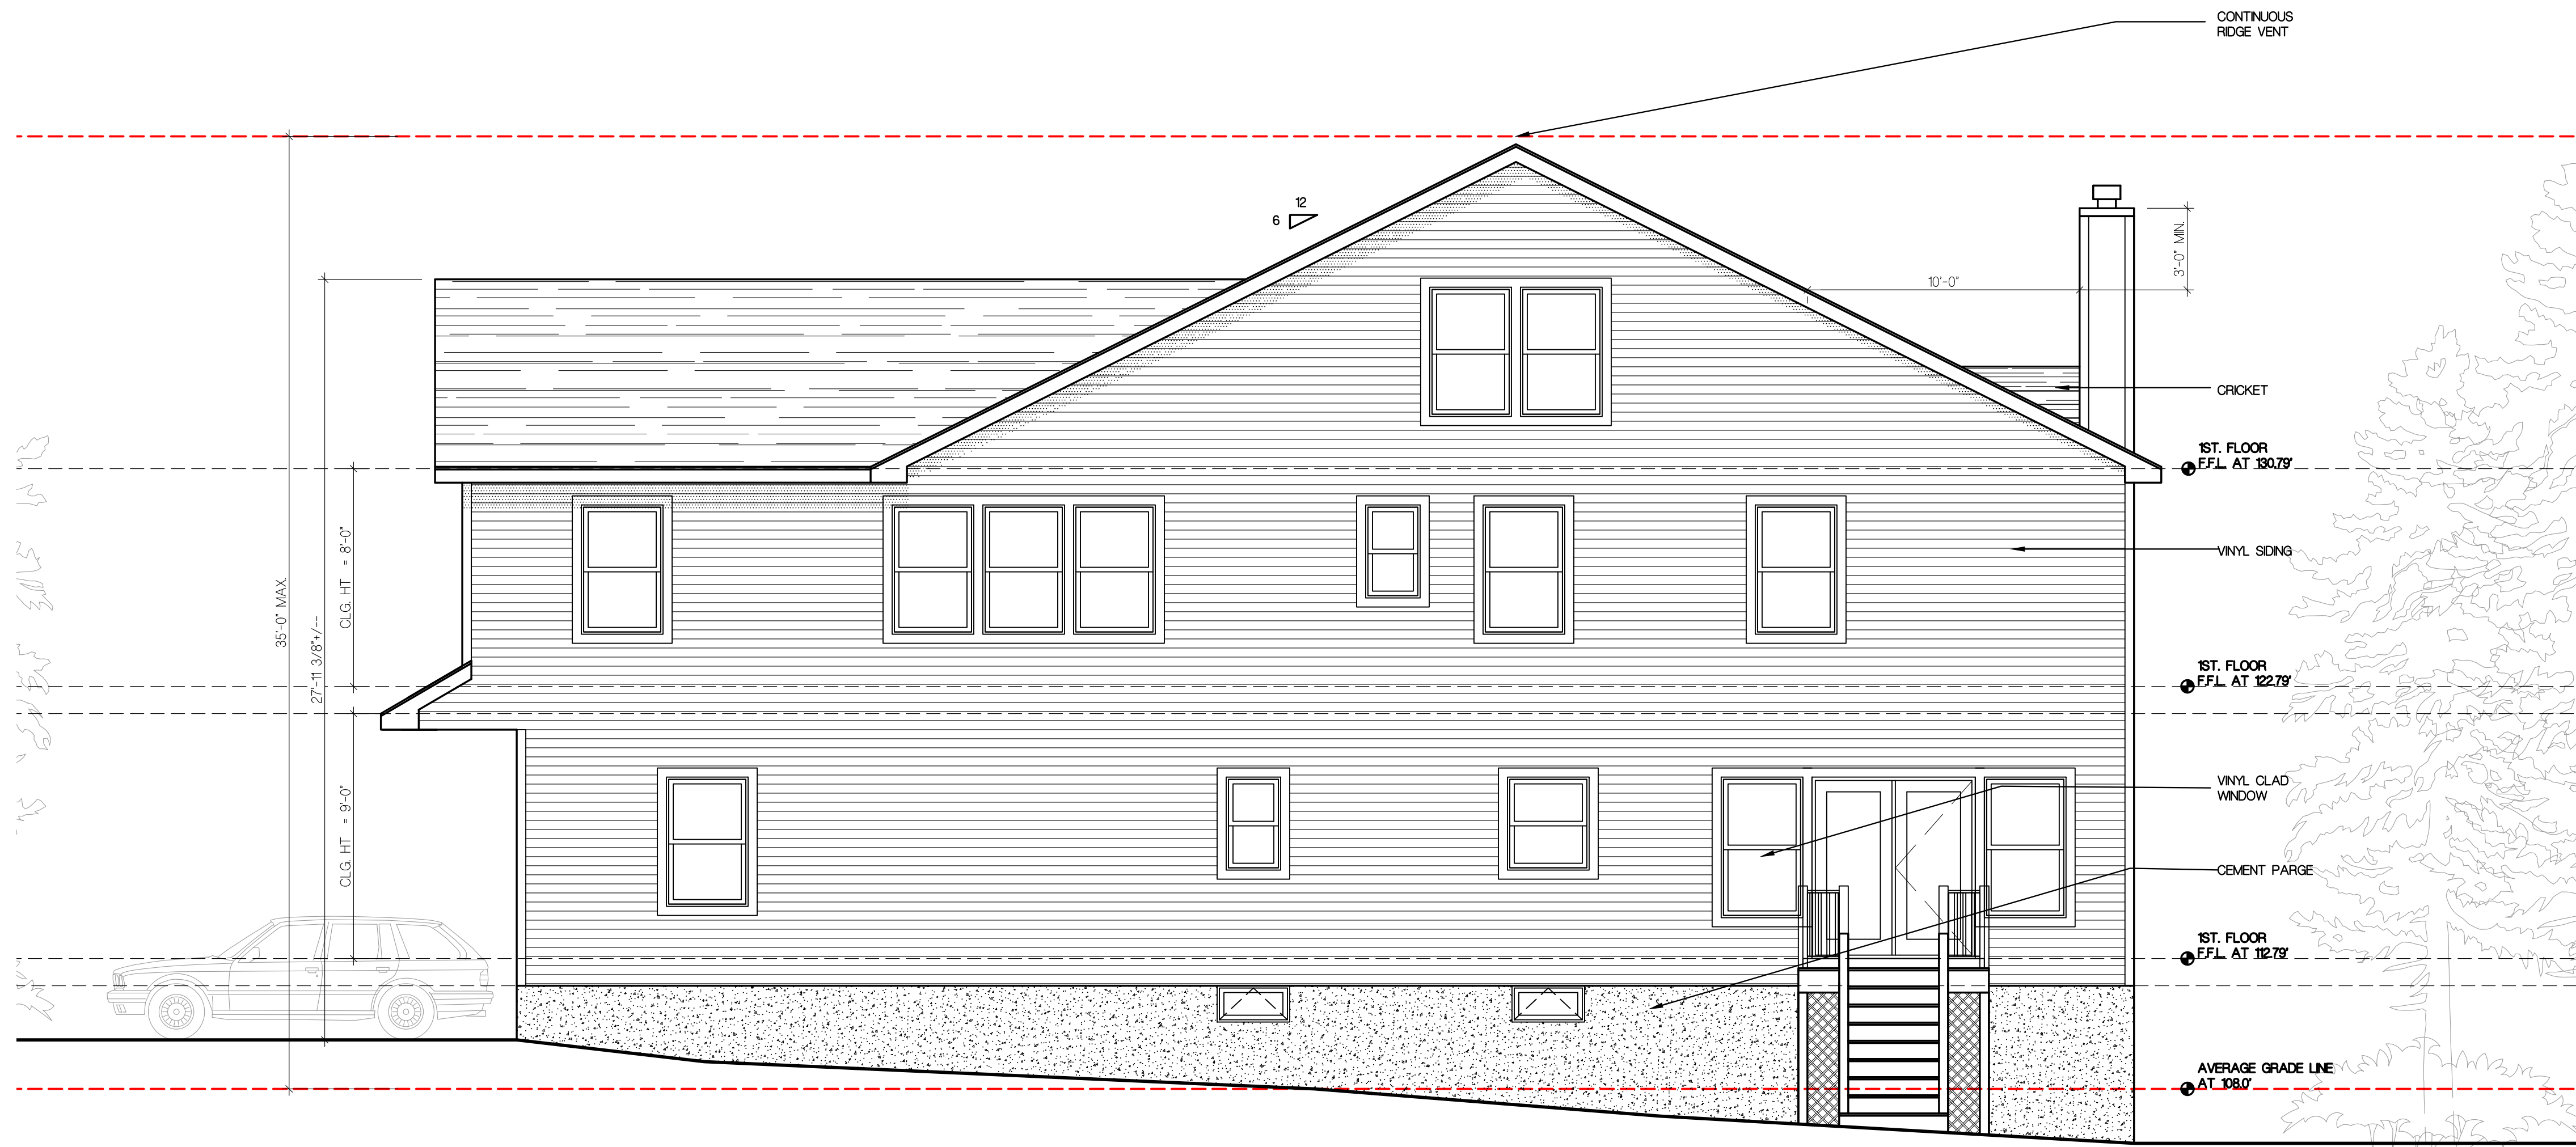 CONTINUOUS
RIDGE VENT
12
6
3'-0" MIN.
10'-0"
CRICKET
1ST. FLOOR
F.F.L. AT 130.79'
CLG. HT = 8'-0"
VINYL SIDING
35'-0" MAX.
27'-11 3/8"+/--
1ST. FLOOR
F.F.L. AT 122.79'
VINYL CLAD
WINDOW
CLG. HT = 9'-0"
CEMENT PARGE
1ST. FLOOR
F.F.L. AT 112.79'
AVERAGE GRADE LINE
AT 108.0'